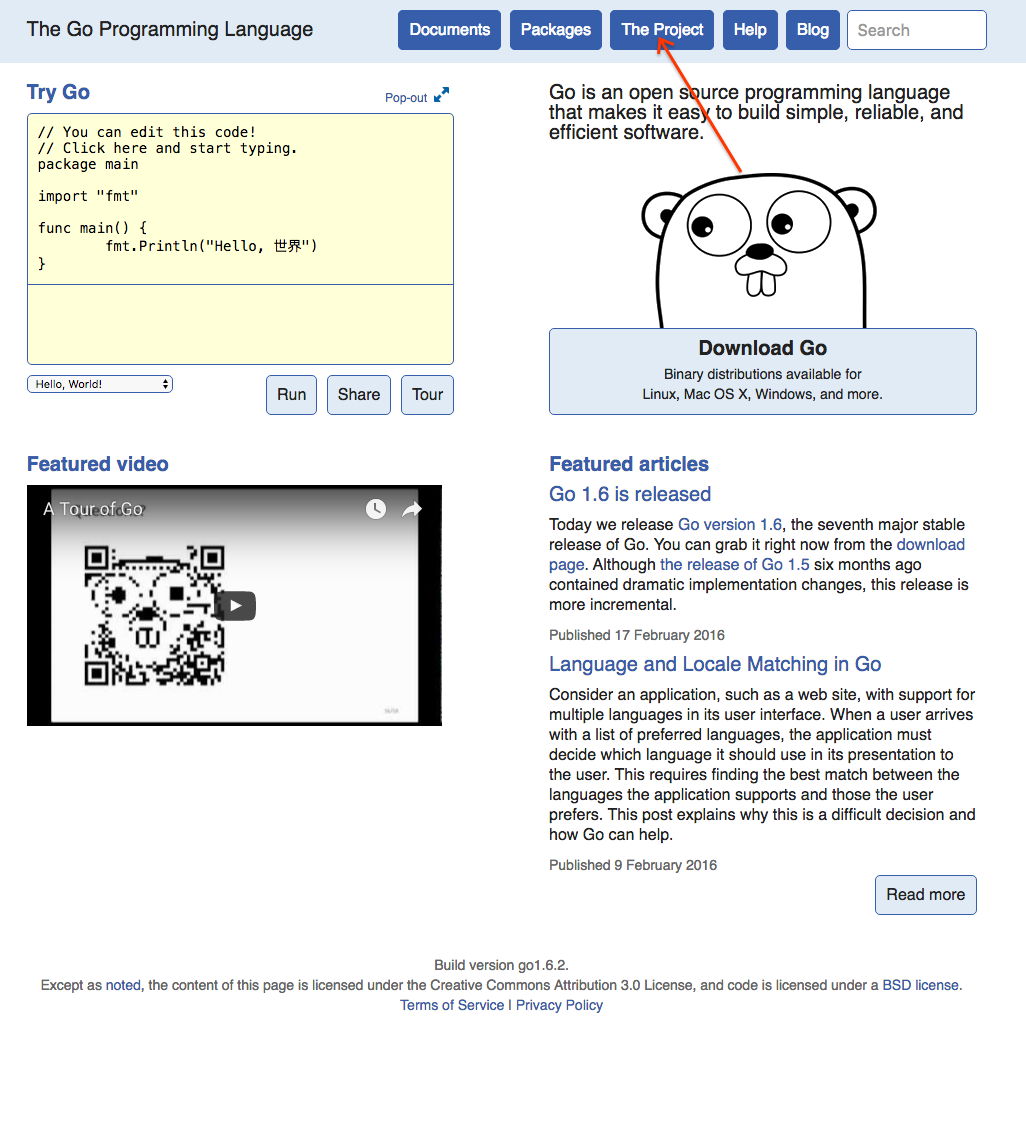 The Go Programming Language
Documents
Packages
The Project
Help
Blog
Search
Try Go
Pop-out
// You can edit this code!
// Click here and start typing.
package main
import "fmt"
func main() {
fmt.Println("Hello, 世界")
}
Hello, World!
Run
Share
Tour
Go is an open source programming language
that makes it easy to build simple, reliable, and
efficient software.
Download Go
Binary distributions available for
Linux, Mac OS X, Windows, and more.
Featured video
A Tour of Go
Featured articles
Go 1.6 is released
Today we release Go version 1.6, the seventh major stable
release of Go. You can grab it right now from the download
page. Although the release of Go 1.5 six months ago
contained dramatic implementation changes, this release is
more incremental.
Published 17 February 2016
Language and Locale Matching in Go
Consider an application, such as a web site, with support for
multiple languages in its user interface. When a user arrives
with a list of preferred languages, the application must
decide which language it should use in its presentation to
the user. This requires finding the best match between the
languages the application supports and those the user
prefers. This post explains why this is a difficult decision and
how Go can help.
Published 9 February 2016
Read more
Build version go1.6.2.
Except as noted, the content of this page is licensed under the Creative Commons Attribution 3.0 License, and code is licensed under a BSD license.
Terms of Service | Privacy Policy